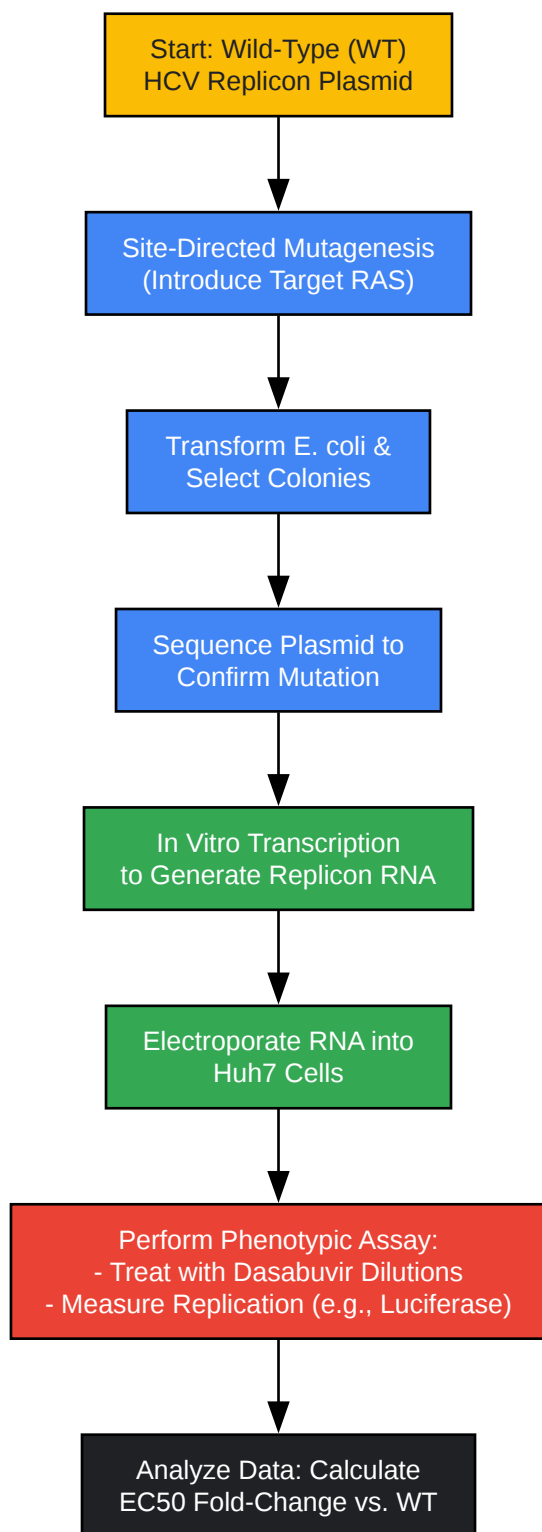 Start: Wild-Type (WT)
HCV Replicon Plasmid
Site-Directed Mutagenesis
(Introduce Target RAS)
Transform E. coli &
Select Colonies
Sequence Plasmid to
Confirm Mutation
In Vitro Transcription
to Generate Replicon RNA
Electroporate RNA into
Huh7 Cells
Perform Phenotypic Assay:
- Treat with Dasabuvir Dilutions
- Measure Replication (e.g., Luciferase)
Analyze Data: Calculate
EC50 Fold-Change vs. WT